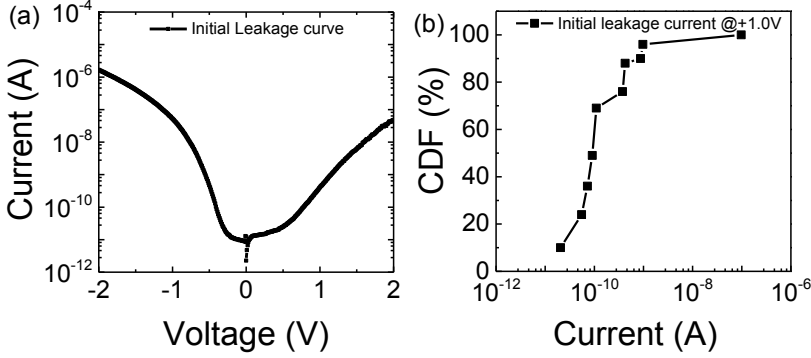 (a)
Initial Leakage curve
10^-4
10^-6
10^-8
10^-10
10^-12
-2 -1 0 1 2
Current (A)
Voltage (V)
(b)
Initial leakage current @+1.0V
100
80
60
40
20
0
10^-12 10^-10 10^-8 10^-6
CDF (%)
Current (A)